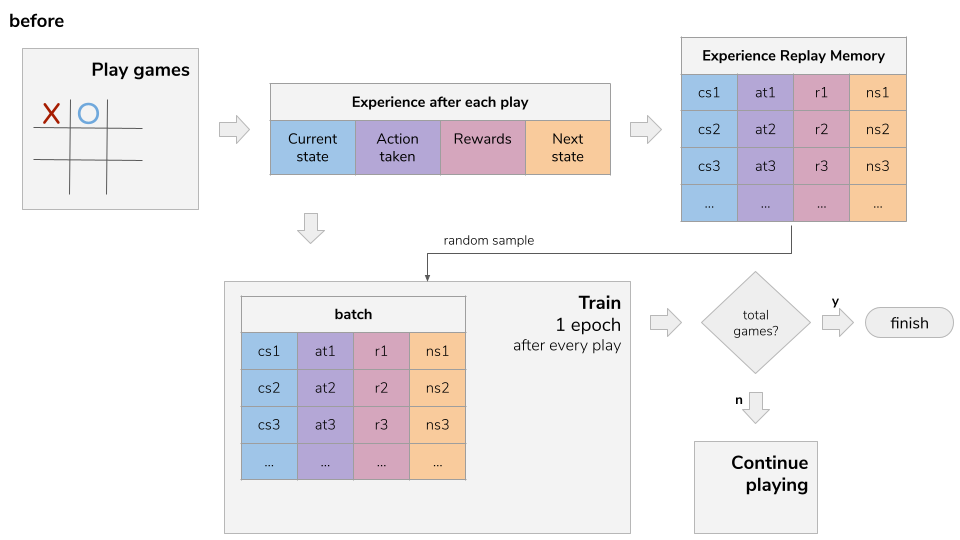 before
Play games
X O
Experience after each play
Current state
Action taken
Rewards
Next state
Experience Replay Memory
cs1 at1 r1 ns1
cs2 at2 r2 ns2
cs3 at3 r3 ns3
... ... ... ...
random sample
batch
cs1 at1 r1 ns1
cs2 at2 r2 ns2
cs3 at3 r3 ns3
... ... ... ...
Train
1 epoch
after every play
total
games?
y
finish
n
Continue
playing